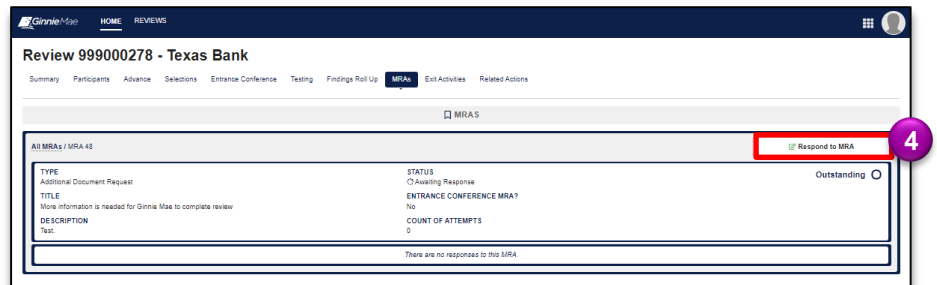 Ginnie Mae HOME REVIEWS
Review 999000278 - Texas Bank
Summary Participants Advance Selections Entrance Conference Testing Findings Roll Up MRAs Exit Activities Related Actions
MRAS
All MRAs / MRA 48 Respond to MRA 4
TYPE STATUS Outstanding
Additional Document Request Awaiting Response
TITLE ENTRANCE CONFERENCE MRA?
More information is needed for Ginnie Mae to complete review No
DESCRIPTION COUNT OF ATTEMPTS
Test. 0
There are no responses to this MRA